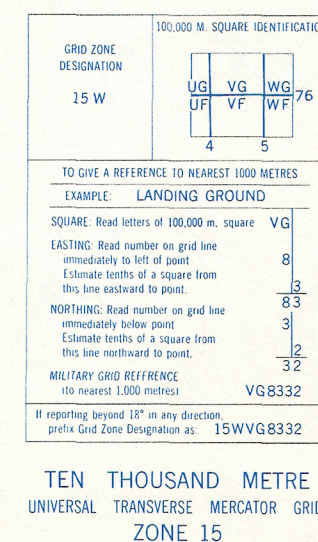 100,000 M. SQUARE IDENTIFICATIO
GRID ZONE
DESIGNATION
15 W
UG VG WG
76
UF VF WF
4 5
TO GIVE A REFERENCE TO NEAREST 1000 METRES
EXAMPLE: LANDING GROUND
SQUARE: Read letters of 100,000 m. square VG
EASTING: Read number on grid line
immediately to left of point 8
Estimate tenths of a square from
this line eastward to point. 3
83
NORTHING: Read number on grid line
immediately below point 3
Estimate tenths of a square from
this line northward to point. 2
32
MILITARY GRID REFERENCE
(to nearest 1,000 metres) VG8332
If reporting beyond 18° in any direction,
prefix Grid Zone Designation as: 15WVG8332
TEN THOUSAND METRE
UNIVERSAL TRANSVERSE MERCATOR GRID
ZONE 15